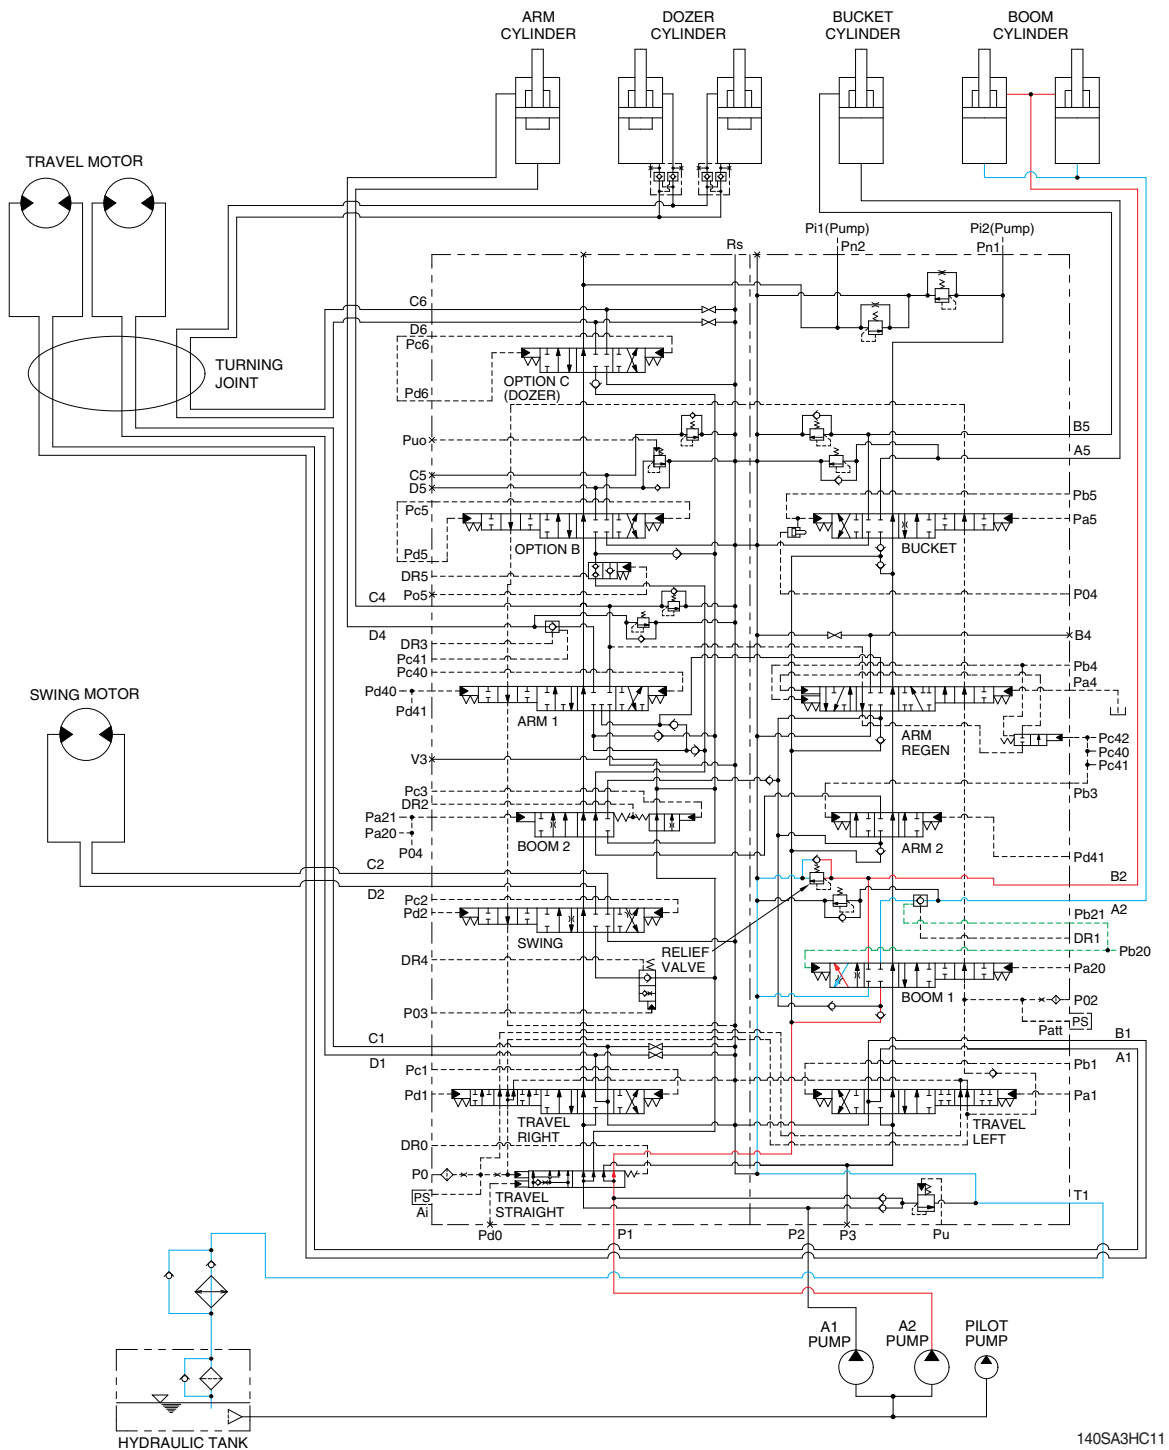 ARM
CYLINDER
DOZER
CYLINDER
BUCKET
CYLINDER
BOOM
CYLINDER
TRAVEL MOTOR
TURNING
JOINT
Rs
Pi1(Pump)
Pn2
Pi2(Pump)
Pn1
C6
D6
Pc6
OPTION C
(DOZER)
Pd6
Puo
B5
A5
C5
D5
Pc5
Pb5
Pa5
OPTION B
BUCKET
Pd5
DR5
Po5
P04
C4
D4
DR3
Pc41
Pc40
B4
Pb4
Pa4
Pd40
Pd41
ARM 1
ARM
REGEN
Pc42
Pc40
Pc41
SWING MOTOR
V3
Pc3
DR2
Pb3
Pa21
Pa20
P04
BOOM 2
ARM 2
Pd41
C2
D2
B2
A2
Pc2
Pd2
Pb21
DR1
Pb20
SWING
RELIEF
VALVE
DR4
Pa20
BOOM 1
P03
P02
PS
Patt
C1
D1
B1
A1
Pc1
Pd1
Pb1
Pa1
TRAVEL
RIGHT
TRAVEL
LEFT
DR0
P0
PS
Ai
TRAVEL
STRAIGHT
T1
Pd0
P1
P2
P3
Pu
A1
PUMP
A2
PUMP
PILOT
PUMP
HYDRAULIC TANK
140SA3HC11